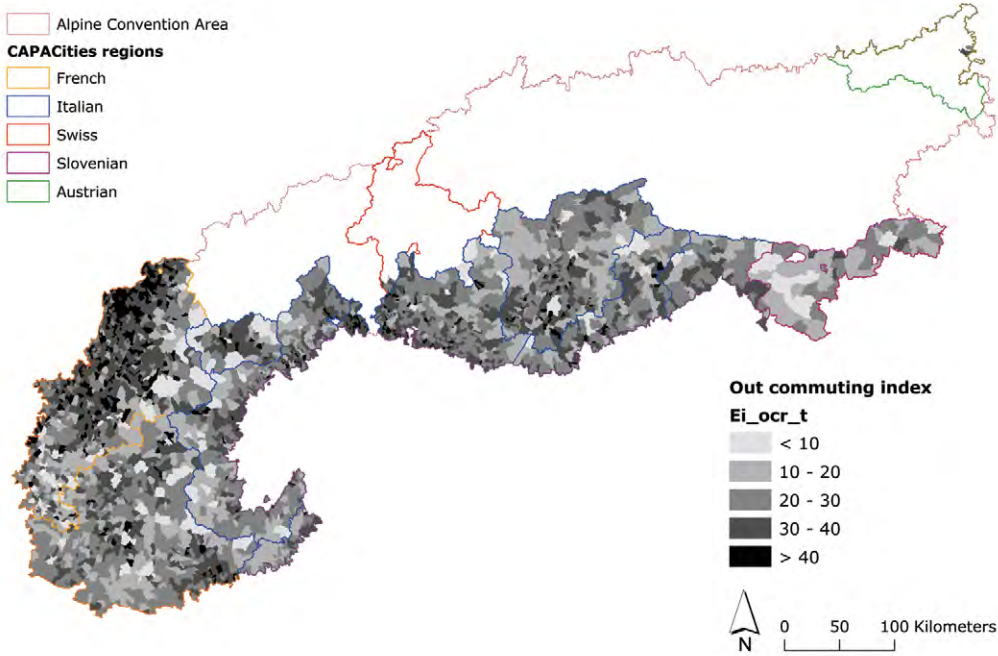 Alpine Convention Area
CAPACities regions
French
Italian
Swiss
Slovenian
Austrian
Out commuting index
Ei_ocr_t
< 10
10 - 20
20 - 30
30 - 40
> 40
N
0 50 100 Kilometers